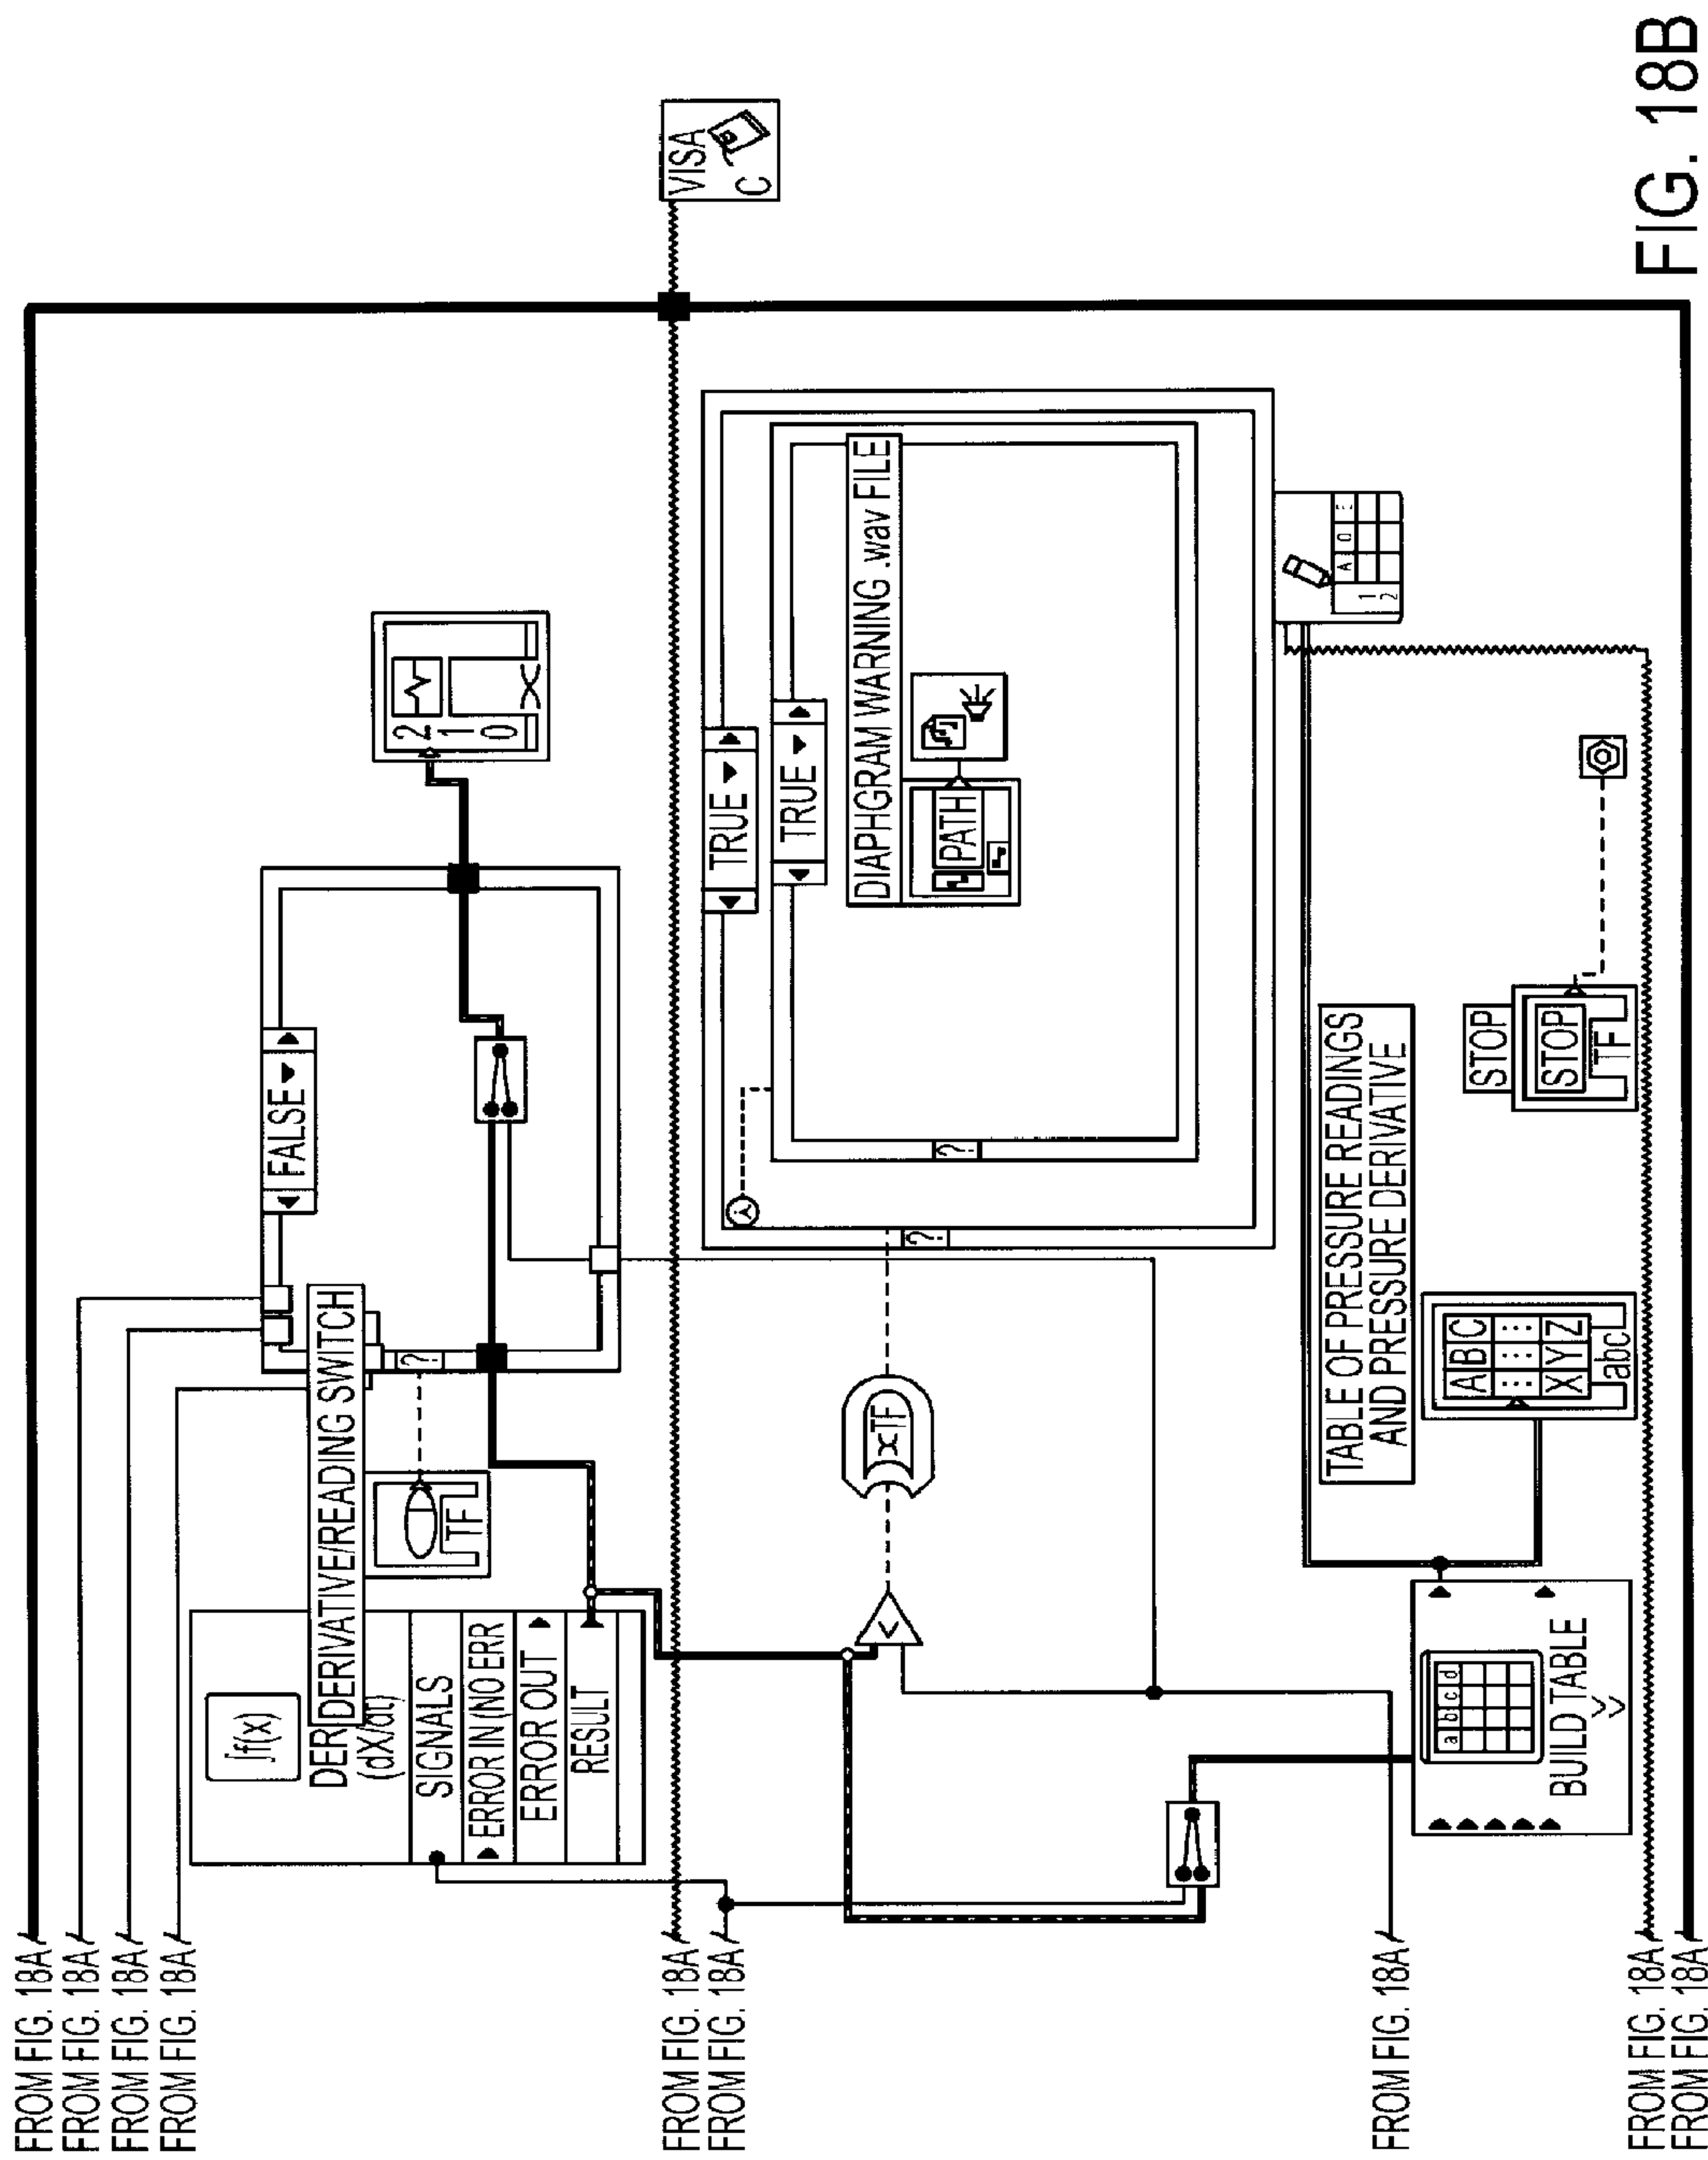 FROM FIG. 18A
FROM FIG. 18A
FROM FIG. 18A
FROM FIG. 18A
∫f(x)
DER
(dX/dt)
DERIVATIVE/READING SWITCH
SIGNALS
ERROR IN (NO ERR
ERROR OUT
RESULT
TF
?
FALSE
2
1
0
FROM FIG. 18A
FROM FIG. 18A
VISA
C
TF
?
TRUE
?
TRUE
DIAPHGRAM WARNING .wav FILE
PATH
1
2
FROM FIG. 18A
a b c d
BUILD TABLE
TABLE OF PRESSURE READINGS
AND PRESSURE DERIVATIVE
A B C
X Y Z
abc
STOP
STOP
TF
FROM FIG. 18A
FROM FIG. 18A
FIG. 18B